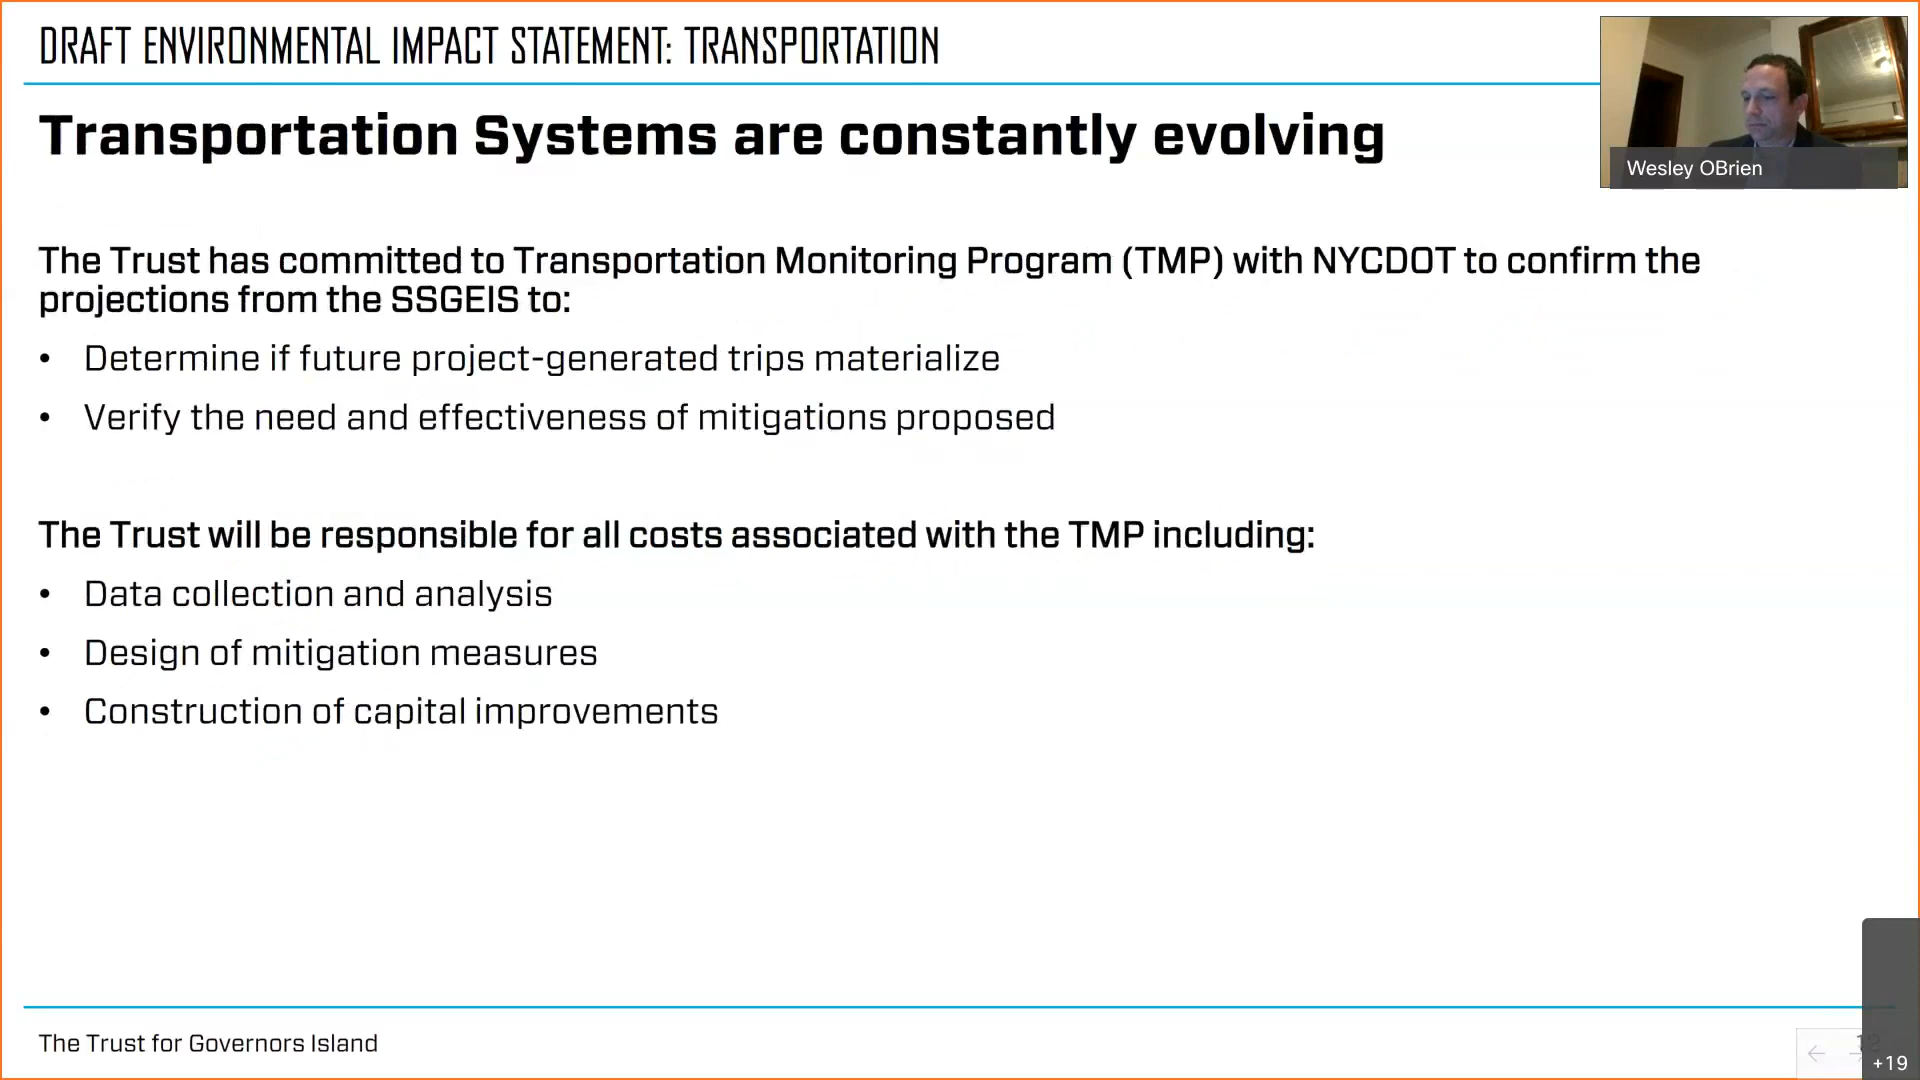 DRAFT ENVIRONMENTAL IMPACT STATEMENT: TRANSPORTATION
Transportation Systems are constantly evolving
Wesley OBrien
The Trust has committed to Transportation Monitoring Program (TMP) with NYCDOT to confirm the
projections from the SSGEIS to:
• Determine if future project-generated trips materialize
• Verify the need and effectiveness of mitigations proposed
The Trust will be responsible for all costs associated with the TMP including:
• Data collection and analysis
• Design of mitigation measures
• Construction of capital improvements
The Trust for Governors Island
12
+19